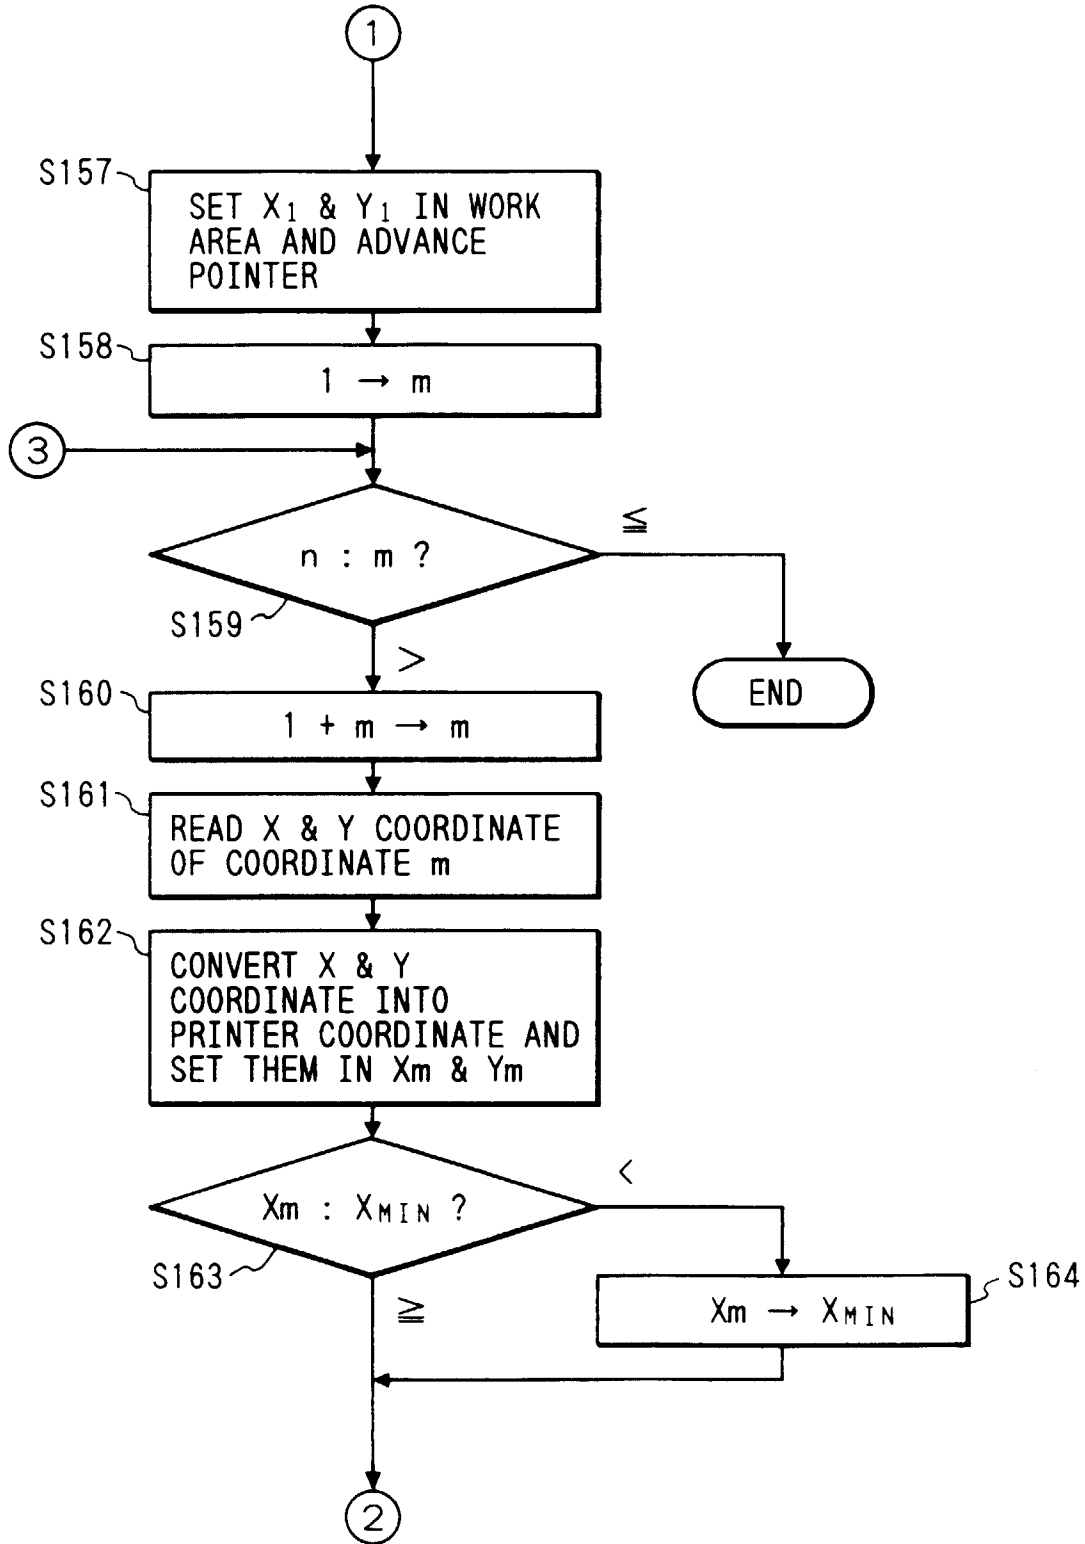 1
S157
SET X1 & Y1 IN WORK
AREA AND ADVANCE
POINTER
S158
1 → m
3
n : m ?
≦
S159
>
END
S160
1 + m → m
S161
READ X & Y COORDINATE
OF COORDINATE m
S162
CONVERT X & Y
COORDINATE INTO
PRINTER COORDINATE AND
SET THEM IN Xm & Ym
<
Xm : XMIN ?
S163
≧
S164
Xm → XMIN
2